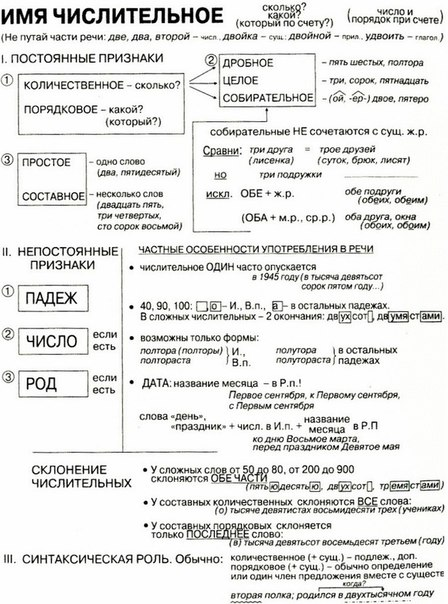 ИМЯ ЧИСЛИТЕЛЬНОЕ
сколько?
какой?
(который по счету?)
(число и
порядок при счете)
(Не путай части речи: две, два, второй – числ., двойка – сущ.; двойной – прил., удвоить – глагол.)
I. ПОСТОЯННЫЕ ПРИЗНАКИ
① КОЛИЧЕСТВЕННОЕ – сколько?
ПОРЯДКОВОЕ – какой?
(который?)
② ДРОБНОЕ – пять шестых, полтора
ЦЕЛОЕ – три, сорок, пятнадцать
СОБИРАТЕЛЬНОЕ – (-ой, -ер-) двое, пятеро
собирательные НЕ сочетаются с сущ. ж.р.
Сравни: три друга = трое друзей
(лисенка) (суток, брюк, лисят)
но три подружки
искл. ОБЕ + ж.р. обе подруги
(обеих, обеим)
(ОБА + м.р., ср.р.) оба друга, окна
(обоих, обоим)
③ ПРОСТОЕ – одно слово
(два, пятидесятый)
СОСТАВНОЕ – несколько слов
(двадцать пять,
три четвертых,
сто сорок восьмой)
II. НЕПОСТОЯННЫЕ
ПРИЗНАКИ
① ПАДЕЖ
② ЧИСЛО если
есть
③ РОД если
есть
ЧАСТНЫЕ ОСОБЕННОСТИ УПОТРЕБЛЕНИЯ В РЕЧИ
• числительное ОДИН часто опускается
в 1945 году (в тысяча девятьсот
сорок пятом году...)
• 40, 90, 100: , о – И., В.п., а – в остальных падежах.
В сложных числительных – 2 окончания: двухсот, двумястами.
• возможны только формы:
полтора (полторы) И., полутора в остальных
полтораста В.п. полутораста падежах
• ДАТА: название месяца – в Р.п.!
Первое сентября, к Первому сентября,
с Первым сентября
слова «день»,
«праздник» + числ. в И.п. + название
месяца в Р.П
ко дню Восьмое марта,
перед праздником Девятое мая
СКЛОНЕНИЕ
ЧИСЛИТЕЛЬНЫХ
• У сложных слов от 50 до 80, от 200 до 900
склоняются ОБЕ ЧАСТИ
(пятьюдесятью, двухсот, тремястами)
• У составных количественных склоняются ВСЕ слова:
(о) тысяче девятистах восьмидесяти трех (учениках)
• У составных порядковых склоняется
только ПОСЛЕДНЕЕ слово:
(в) тысяча девятьсот восемьдесят третьем (году)
III. СИНТАКСИЧЕСКАЯ РОЛЬ. Обычно:
количественное (+ сущ.) – подлеж., доп.
порядковое (+ сущ.) – обычно определение
или один член предложения вместе с существ
когда?
вторая полка; родился в двухтысячном году